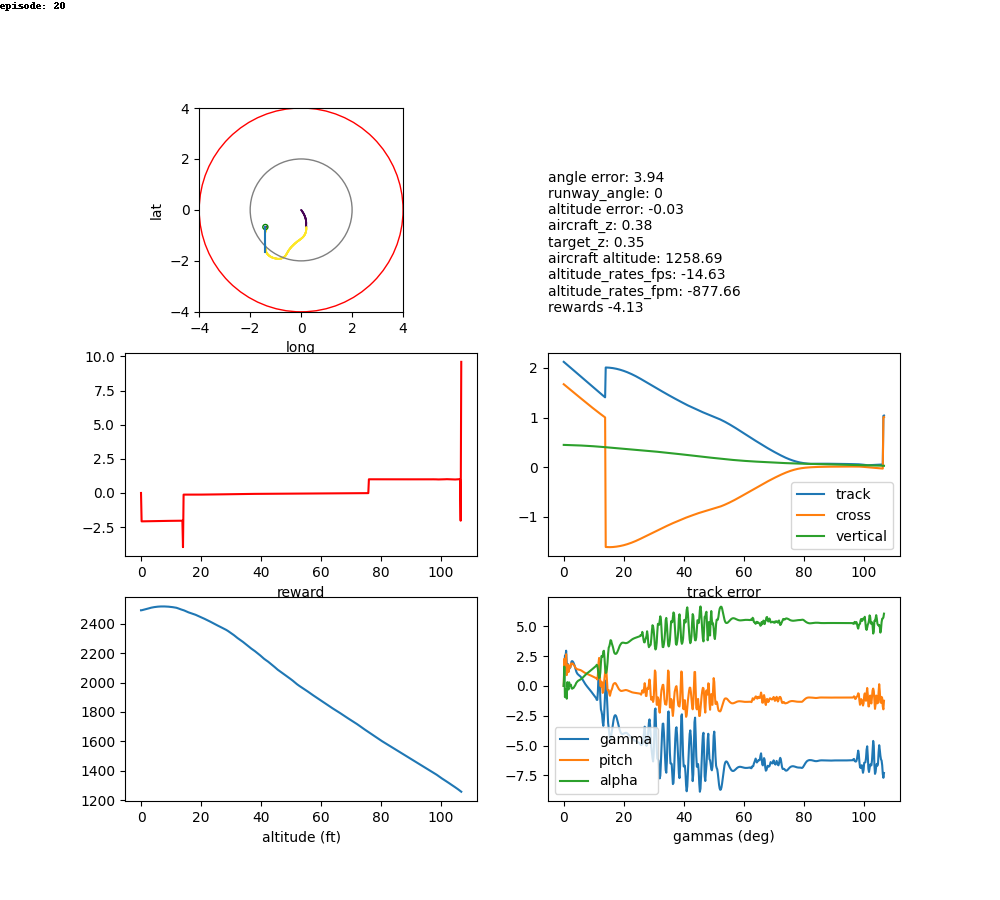 episode: 20
4
2
0
−2
−4
lat
−4 −2 0 2 4
long
angle error: 3.94
runway_angle: 0
altitude error: -0.03
aircraft_z: 0.38
target_z: 0.35
aircraft altitude: 1258.69
altitude_rates_fps: -14.63
altitude_rates_fpm: -877.66
rewards -4.13
10.0
7.5
5.0
2.5
0.0
−2.5
0 20 40 60 80 100
reward
2
1
0
−1
track
cross
vertical
0 20 40 60 80 100
track error
2400
2200
2000
1800
1600
1400
1200
0 20 40 60 80 100
altitude (ft)
5.0
2.5
0.0
−2.5
−5.0
−7.5
gamma
pitch
alpha
0 20 40 60 80 100
gammas (deg)